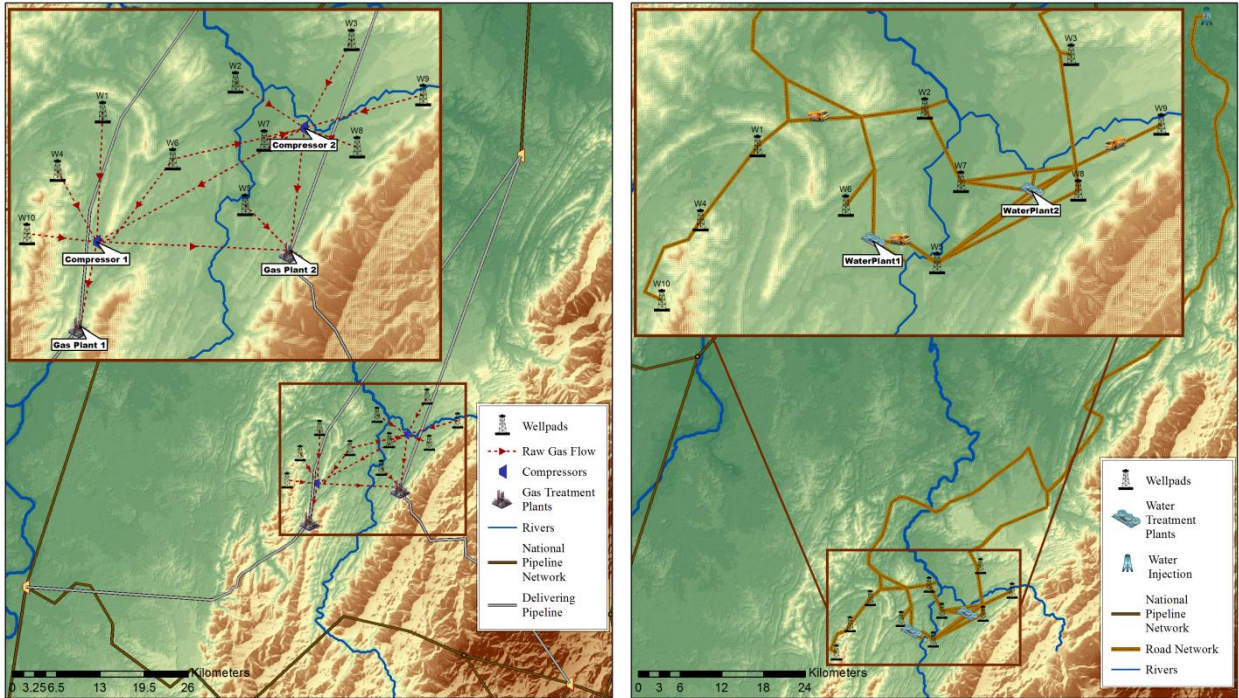 W3
W2
W9
W1
W7
W8
Compressor 2
W6
W4
W5
W10
Compressor 1
Gas Plant 2
Gas Plant 1
Wellpads
Raw Gas Flow
Compressors
Gas Treatment
Plants
Rivers
National
Pipeline
Network
Delivering
Pipeline
Kilometers
0 3.25 6.5 13 19.5 26
W3
W2
W9
W1
W7
W8
W6
WaterPlant2
W4
W5
WaterPlant1
W10
Wellpads
Water
Treatment
Plants
Water
Injection
National
Pipeline
Network
Road Network
Rivers
Kilometers
0 3 6 12 18 24